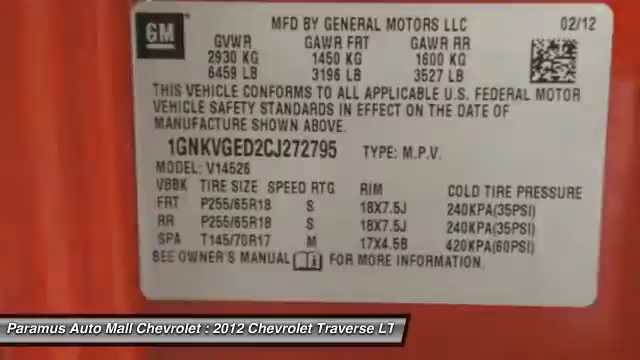 GM
MFD BY GENERAL MOTORS LLC 02/12
GVWR GAWR FRT GAWR RR
2930 KG 1450 KG 1600 KG
6459 LB 3196 LB 3527 LB
THIS VEHICLE CONFORMS TO ALL APPLICABLE U.S. FEDERAL MOTOR
VEHICLE SAFETY STANDARDS IN EFFECT ON THE DATE OF
MANUFACTURE SHOWN ABOVE.
1GNKVGED2CJ272795 TYPE: M.P.V.
MODEL: V14526
VBBK TIRE SIZE SPEED RTG RIM COLD TIRE PRESSURE
FRT P255/65R18 S 18X7.5J 240KPA(35PSI)
RR P255/65R18 S 18X7.5J 240KPA(35PSI)
SPA T145/70R17 M 17X4.5B 420KPA(60PSI)
SEE OWNER'S MANUAL FOR MORE INFORMATION.
Paramus Auto Mall Chevrolet : 2012 Chevrolet Traverse LT